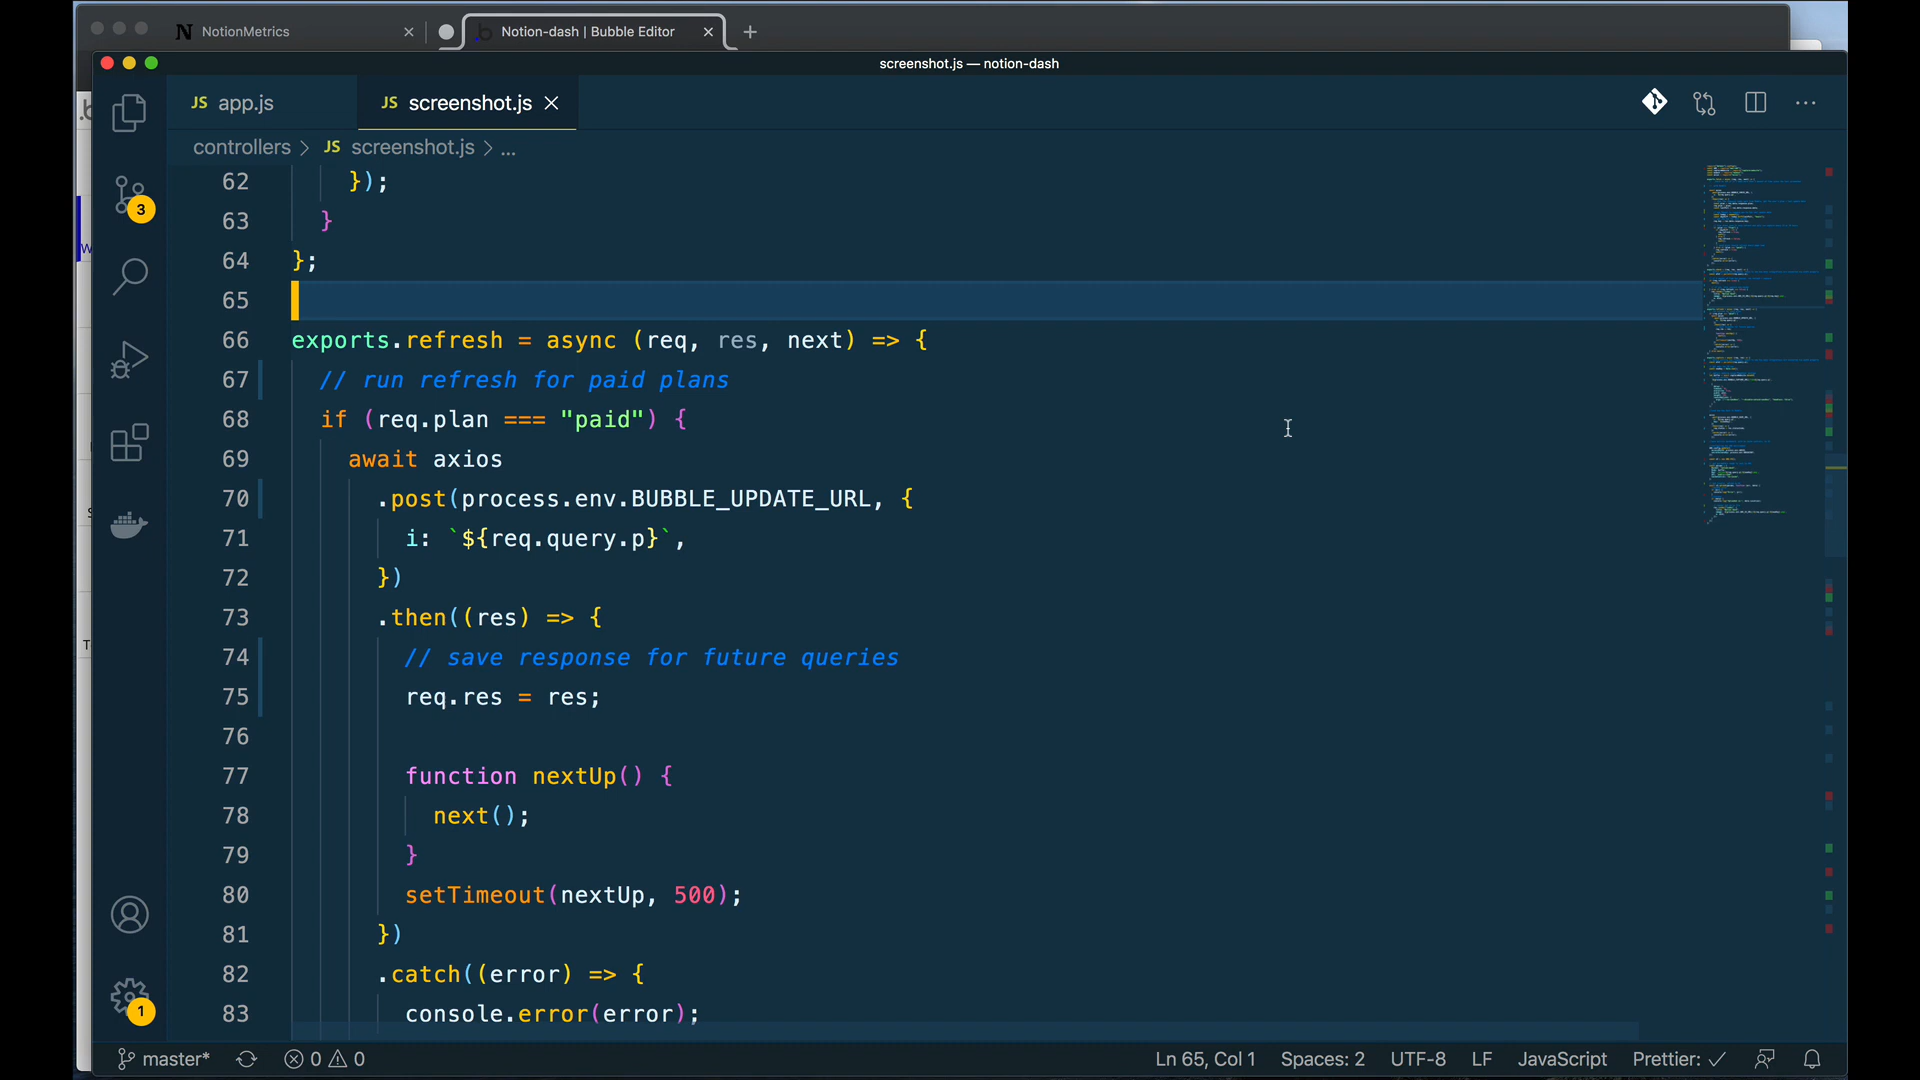 NotionMetrics
Notion-dash | Bubble Editor
screenshot.js — notion-dash
JS app.js
JS screenshot.js
controllers > JS screenshot.js > ...
62 });
63 }
64 };
65
66 exports.refresh = async (req, res, next) => {
67 // run refresh for paid plans
68 if (req.plan === "paid") {
69 await axios
70 .post(process.env.BUBBLE_UPDATE_URL, {
71 i: `${req.query.p}`,
72 })
73 .then((res) => {
74 // save response for future queries
75 req.res = res;
76
77 function nextUp() {
78 next();
79 }
80 setTimeout(nextUp, 500);
81 })
82 .catch((error) => {
83 console.error(error);
3
1
master* 0 0 Ln 65, Col 1 Spaces: 2 UTF-8 LF JavaScript Prettier: ✓